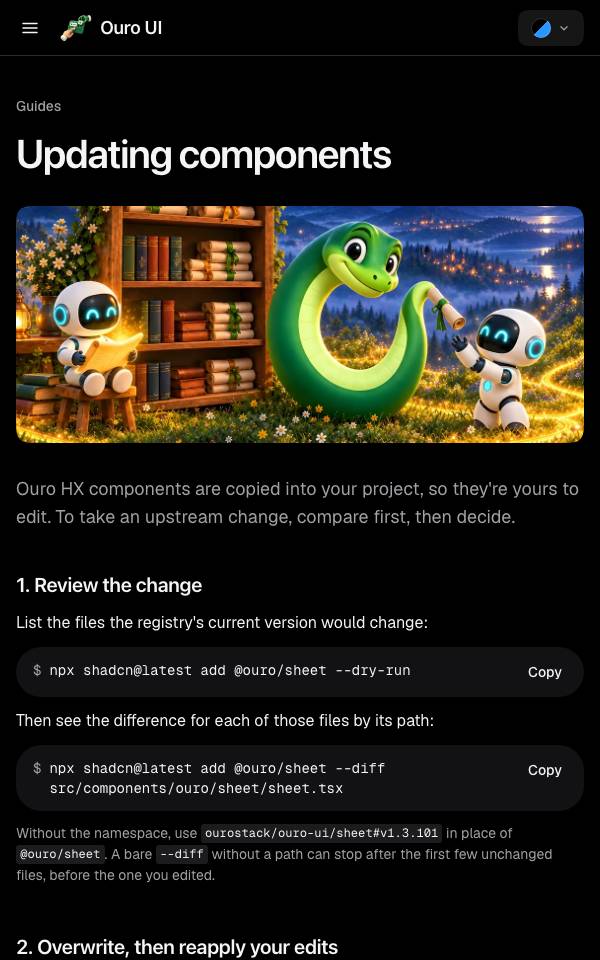 Ouro UI
Guides
Updating components
Ouro HX components are copied into your project, so they're yours to
edit. To take an upstream change, compare first, then decide.
1. Review the change
List the files the registry's current version would change:
$ npx shadcn@latest add @ouro/sheet --dry-run
Copy
Then see the difference for each of those files by its path:
$ npx shadcn@latest add @ouro/sheet --diff
src/components/ouro/sheet/sheet.tsx
Copy
Without the namespace, use ourostack/ouro-ui/sheet#v1.3.101 in place of
@ouro/sheet. A bare --diff without a path can stop after the first few unchanged
files, before the one you edited.
2. Overwrite, then reapply your edits